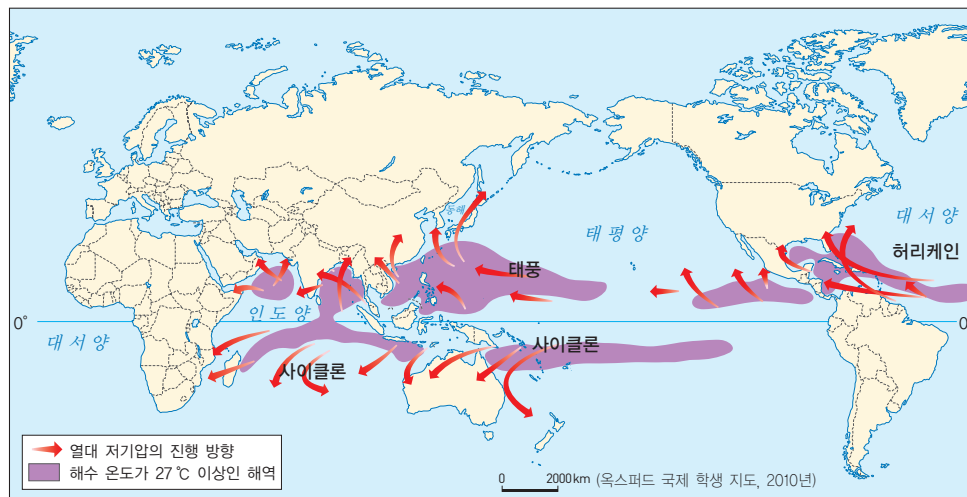 동해
태평양
대서양
허리케인
태풍
0°
인도양
0
대서양
사이클론
사이클론
열대 저기압의 진행 방향
해수 온도가 27℃ 이상인 해역
0 2000km (옥스퍼드 국제 학생 지도, 2010년)